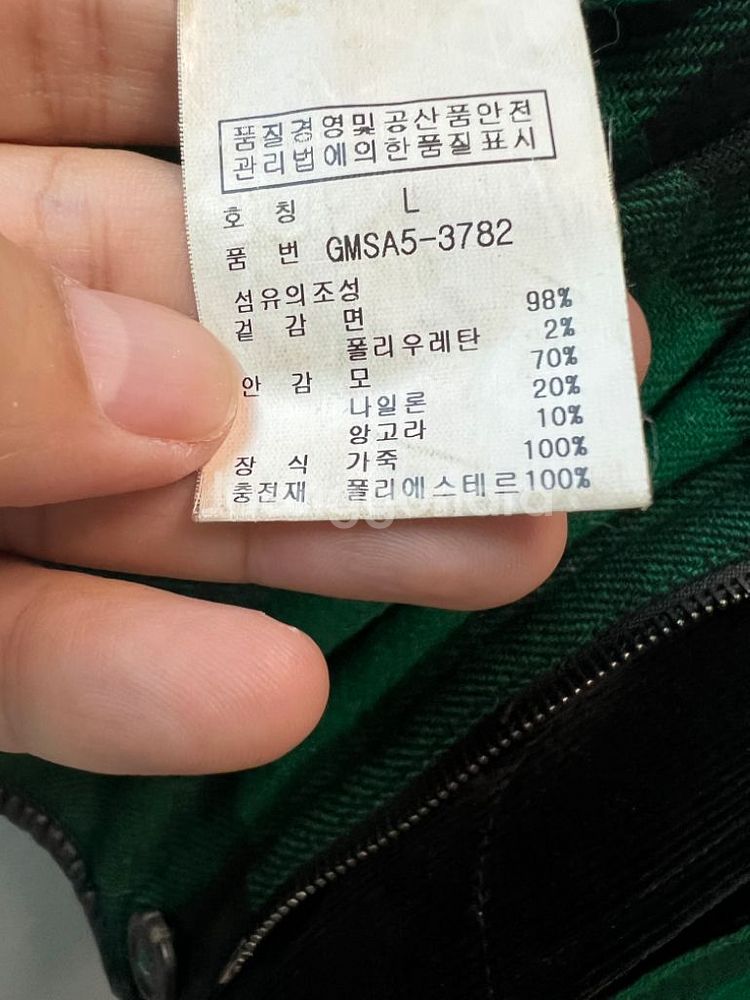 품질경영및공산품안전
관리법에의한품질표시
호 칭 L
품 번 GMSA5-3782
섬유의조성
겉 감 면 98%
폴리우레탄 2%
안 감 모 70%
나일론 20%
앙고라 10%
장 식 가죽 100%
충전재 폴리에스테르100%